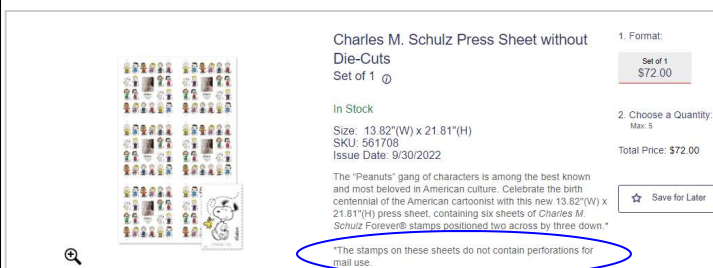 Charles M. Schulz Press Sheet without
Die-Cuts
Set of 1
In Stock
Size: 13.82"(W) x 21.81"(H)
SKU: 561708
Issue Date: 9/30/2022
The "Peanuts" gang of characters is among the best known
and most beloved in American culture. Celebrate the birth
centennial of the American cartoonist with this new 13.82"(W) x
21.81"(H) press sheet, containing six sheets of Charles M.
Schulz Forever® stamps positioned two across by three down.*
*The stamps on these sheets do not contain perforations for
mail use.
1. Format:
Set of 1
$72.00
2. Choose a Quantity:
Max: 5
Total Price: $72.00
Save for Later